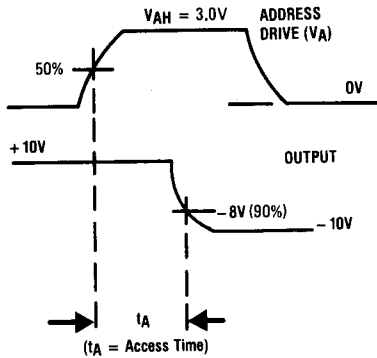 VAH = 3.0V
ADDRESS
DRIVE (VA)
50%
0V
+ 10V
OUTPUT
– 8V (90%)
– 10V
tA
(tA = Access Time)